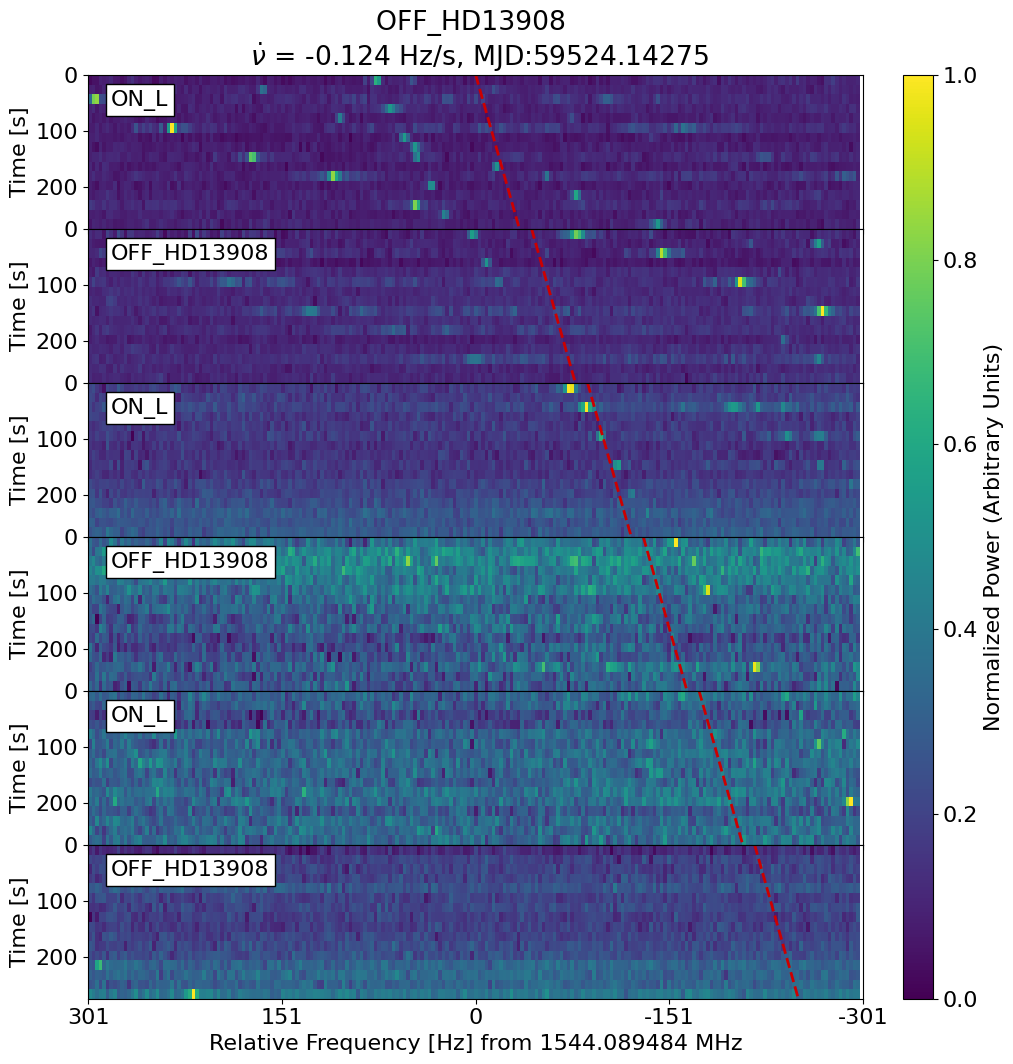 OFF_HD13908
ν̇ = -0.124 Hz/s, MJD:59524.14275
ON_L
OFF_HD13908
ON_L
OFF_HD13908
ON_L
OFF_HD13908
Time [s]
0
100
200
Time [s]
0
100
200
Time [s]
0
100
200
Time [s]
0
100
200
Time [s]
0
100
200
Time [s]
0
100
200
301 151 0 -151 -301
Relative Frequency [Hz] from 1544.089484 MHz
1.0
0.8
0.6
0.4
0.2
0.0
Normalized Power (Arbitrary Units)